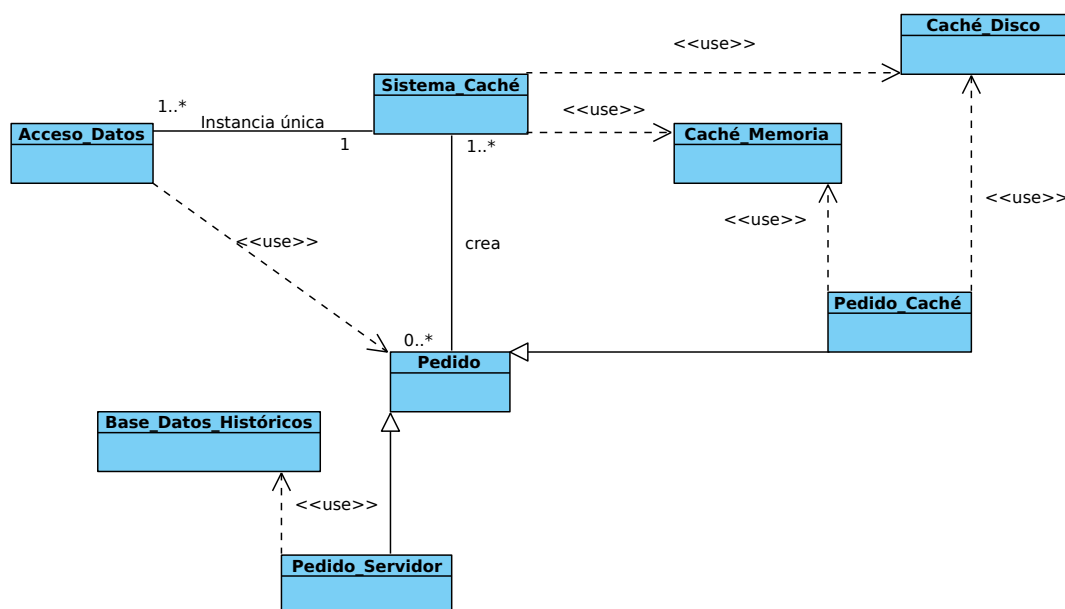 Caché_Disco
<<use>>
Sistema_Caché
1..*
Instancia única
<<use>>
Acceso_Datos
1
1..*
Caché_Memoria
<<use>>
<<use>>
<<use>>
crea
Pedido_Caché
0..*
Pedido
Base_Datos_Históricos
<<use>>
Pedido_Servidor